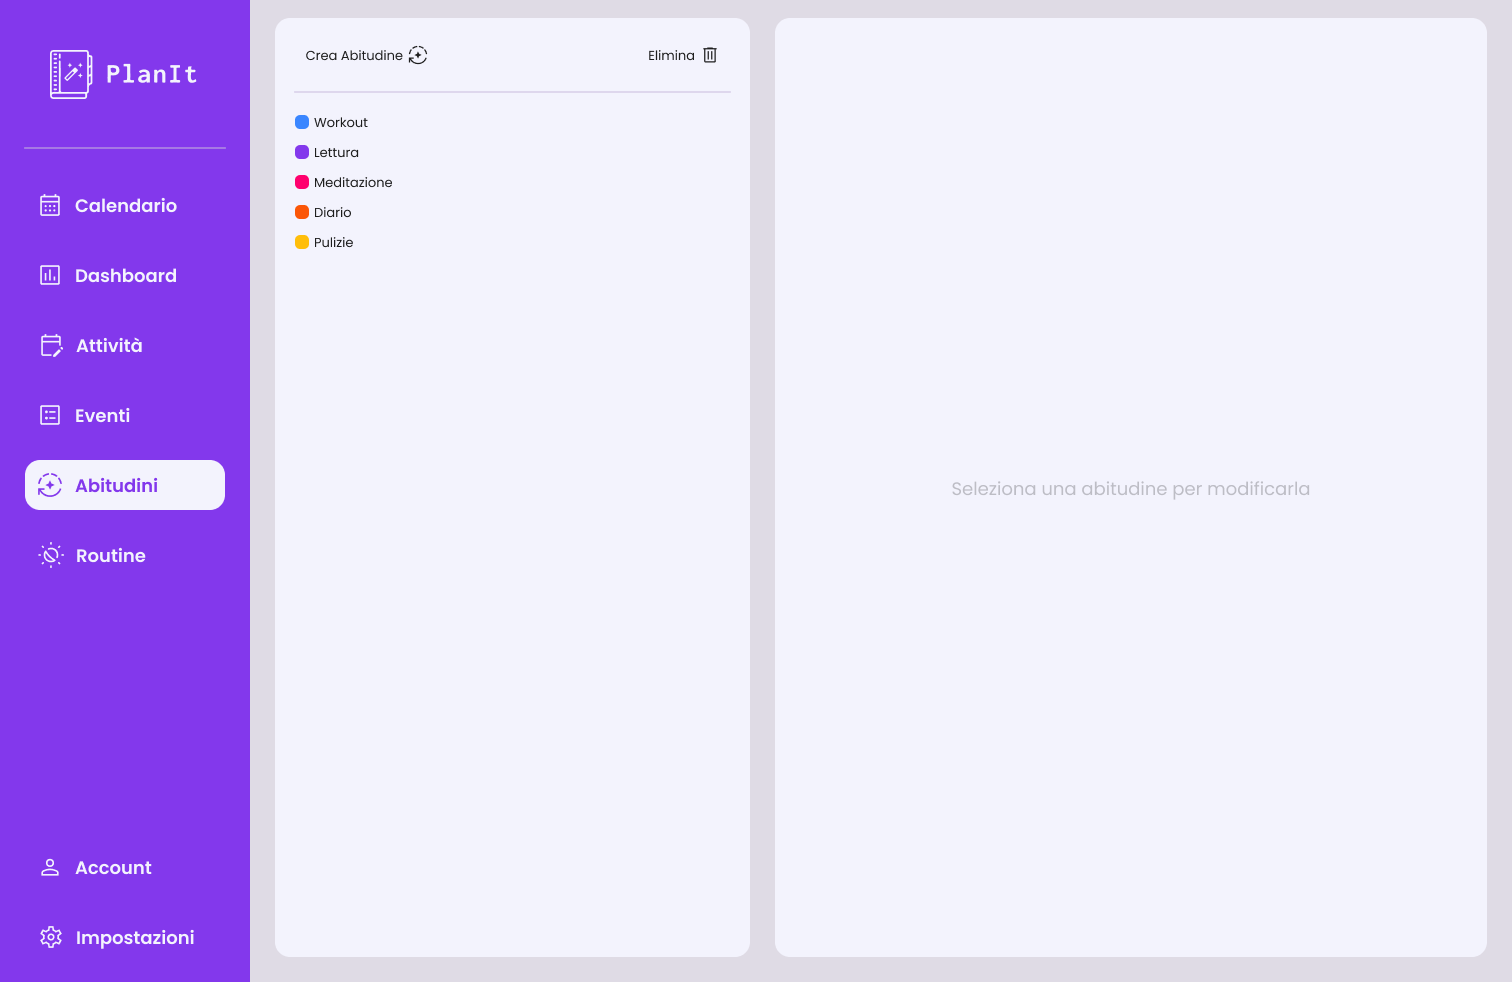 PlanIt
Calendario
Dashboard
Attività
Eventi
Abitudini
Routine
Account
Impostazioni
Crea Abitudine
Elimina
Workout
Lettura
Meditazione
Diario
Pulizie
Seleziona una abitudine per modificarla